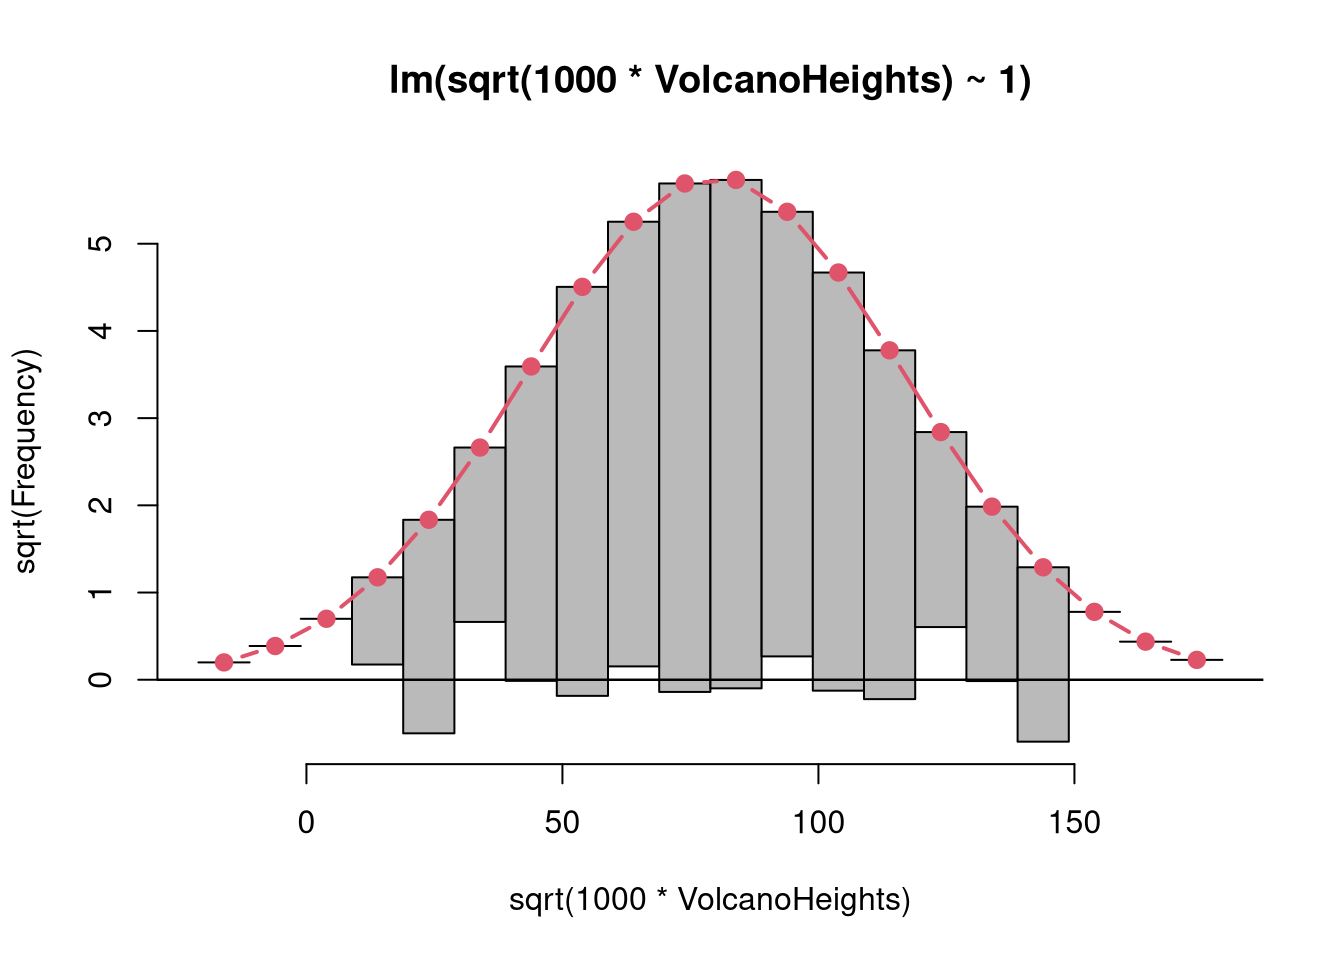 lm(sqrt(1000 * VolcanoHeights) ~ 1)
sqrt(Frequency)
5
4
3
2
1
0
0 50 100 150
sqrt(1000 * VolcanoHeights)